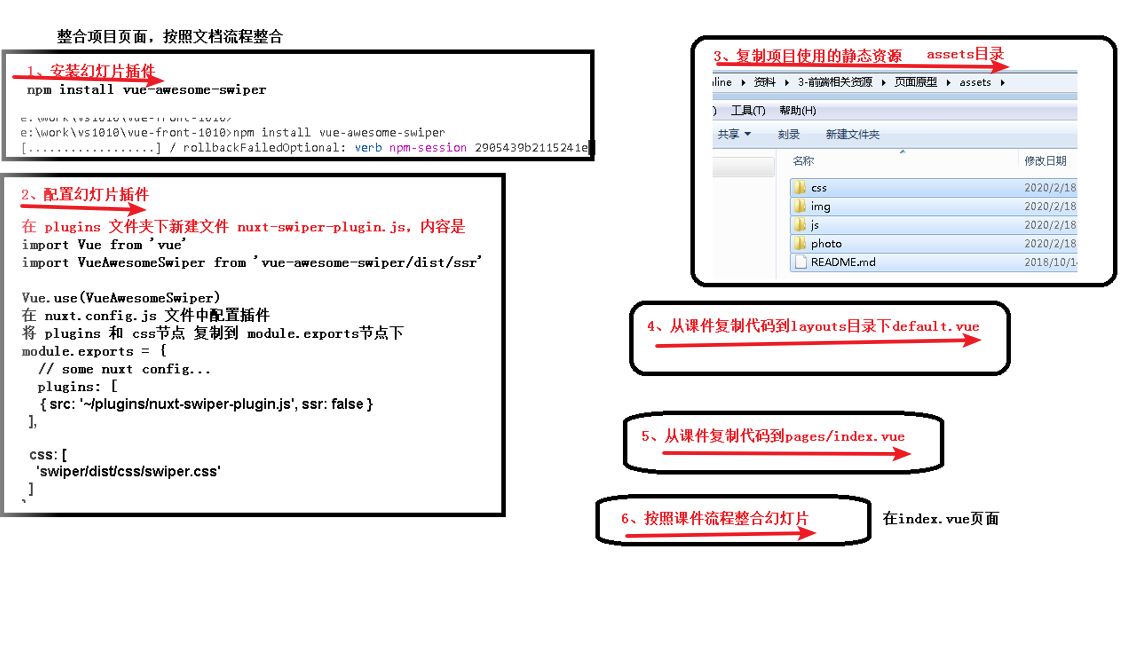 整合项目页面，按照文档流程整合
1、安装幻灯片插件
npm install vue-awesome-swiper
e:\work\vs1010\vue-front-1010>
e:\work\vs1010\vue-front-1010>npm install vue-awesome-swiper
[..................] / rollbackFailedOptional: verb npm-session 2905439b2115241e
2、配置幻灯片插件
在 plugins 文件夹下新建文件 nuxt-swiper-plugin.js，内容是
import Vue from 'vue'
import VueAwesomeSwiper from 'vue-awesome-swiper/dist/ssr'
Vue.use(VueAwesomeSwiper)
在 nuxt.config.js 文件中配置插件
将 plugins 和 css节点 复制到 module.exports节点下
module.exports = {
// some nuxt config...
plugins: [
{ src: '~/plugins/nuxt-swiper-plugin.js', ssr: false }
],
css: [
'swiper/dist/css/swiper.css'
]
3、复制项目使用的静态资源 assets目录
line ▸ 资料 ▸ 3-前端相关资源 ▸ 页面原型 ▸ assets ▸
) 工具(T) 帮助(H)
共享 ▾ 刻录 新建文件夹
名称 修改日期
css 2020/2/18
img 2020/2/18
js 2020/2/18
photo 2020/2/18
README.md 2018/10/14
4、从课件复制代码到layouts目录下default.vue
5、从课件复制代码到pages/index.vue
6、按照课件流程整合幻灯片 在index.vue页面